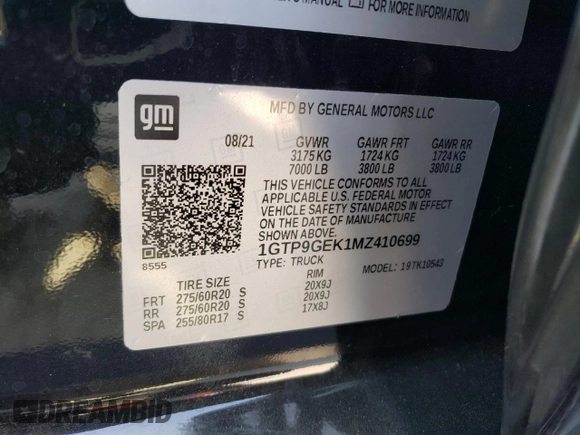 MANUAL FOR MORE INFORMATION
gm
MFD BY GENERAL MOTORS LLC
08/21 GVWR GAWR FRT GAWR RR
3175 KG 1724 KG 1724 KG
7000 LB 3800 LB 3800 LB
THIS VEHICLE CONFORMS TO ALL
APPLICABLE U.S. FEDERAL MOTOR
VEHICLE SAFETY STANDARDS IN EFFECT
ON THE DATE OF MANUFACTURE
SHOWN ABOVE.
1GTP9GEK1MZ410699
TYPE: TRUCK MODEL: 19TK10543
8555
TIRE SIZE RIM
FRT 275/60R20 S 20X9J
RR 275/60R20 S 20X9J
SPA 255/80R17 S 17X8J
DREAMBID